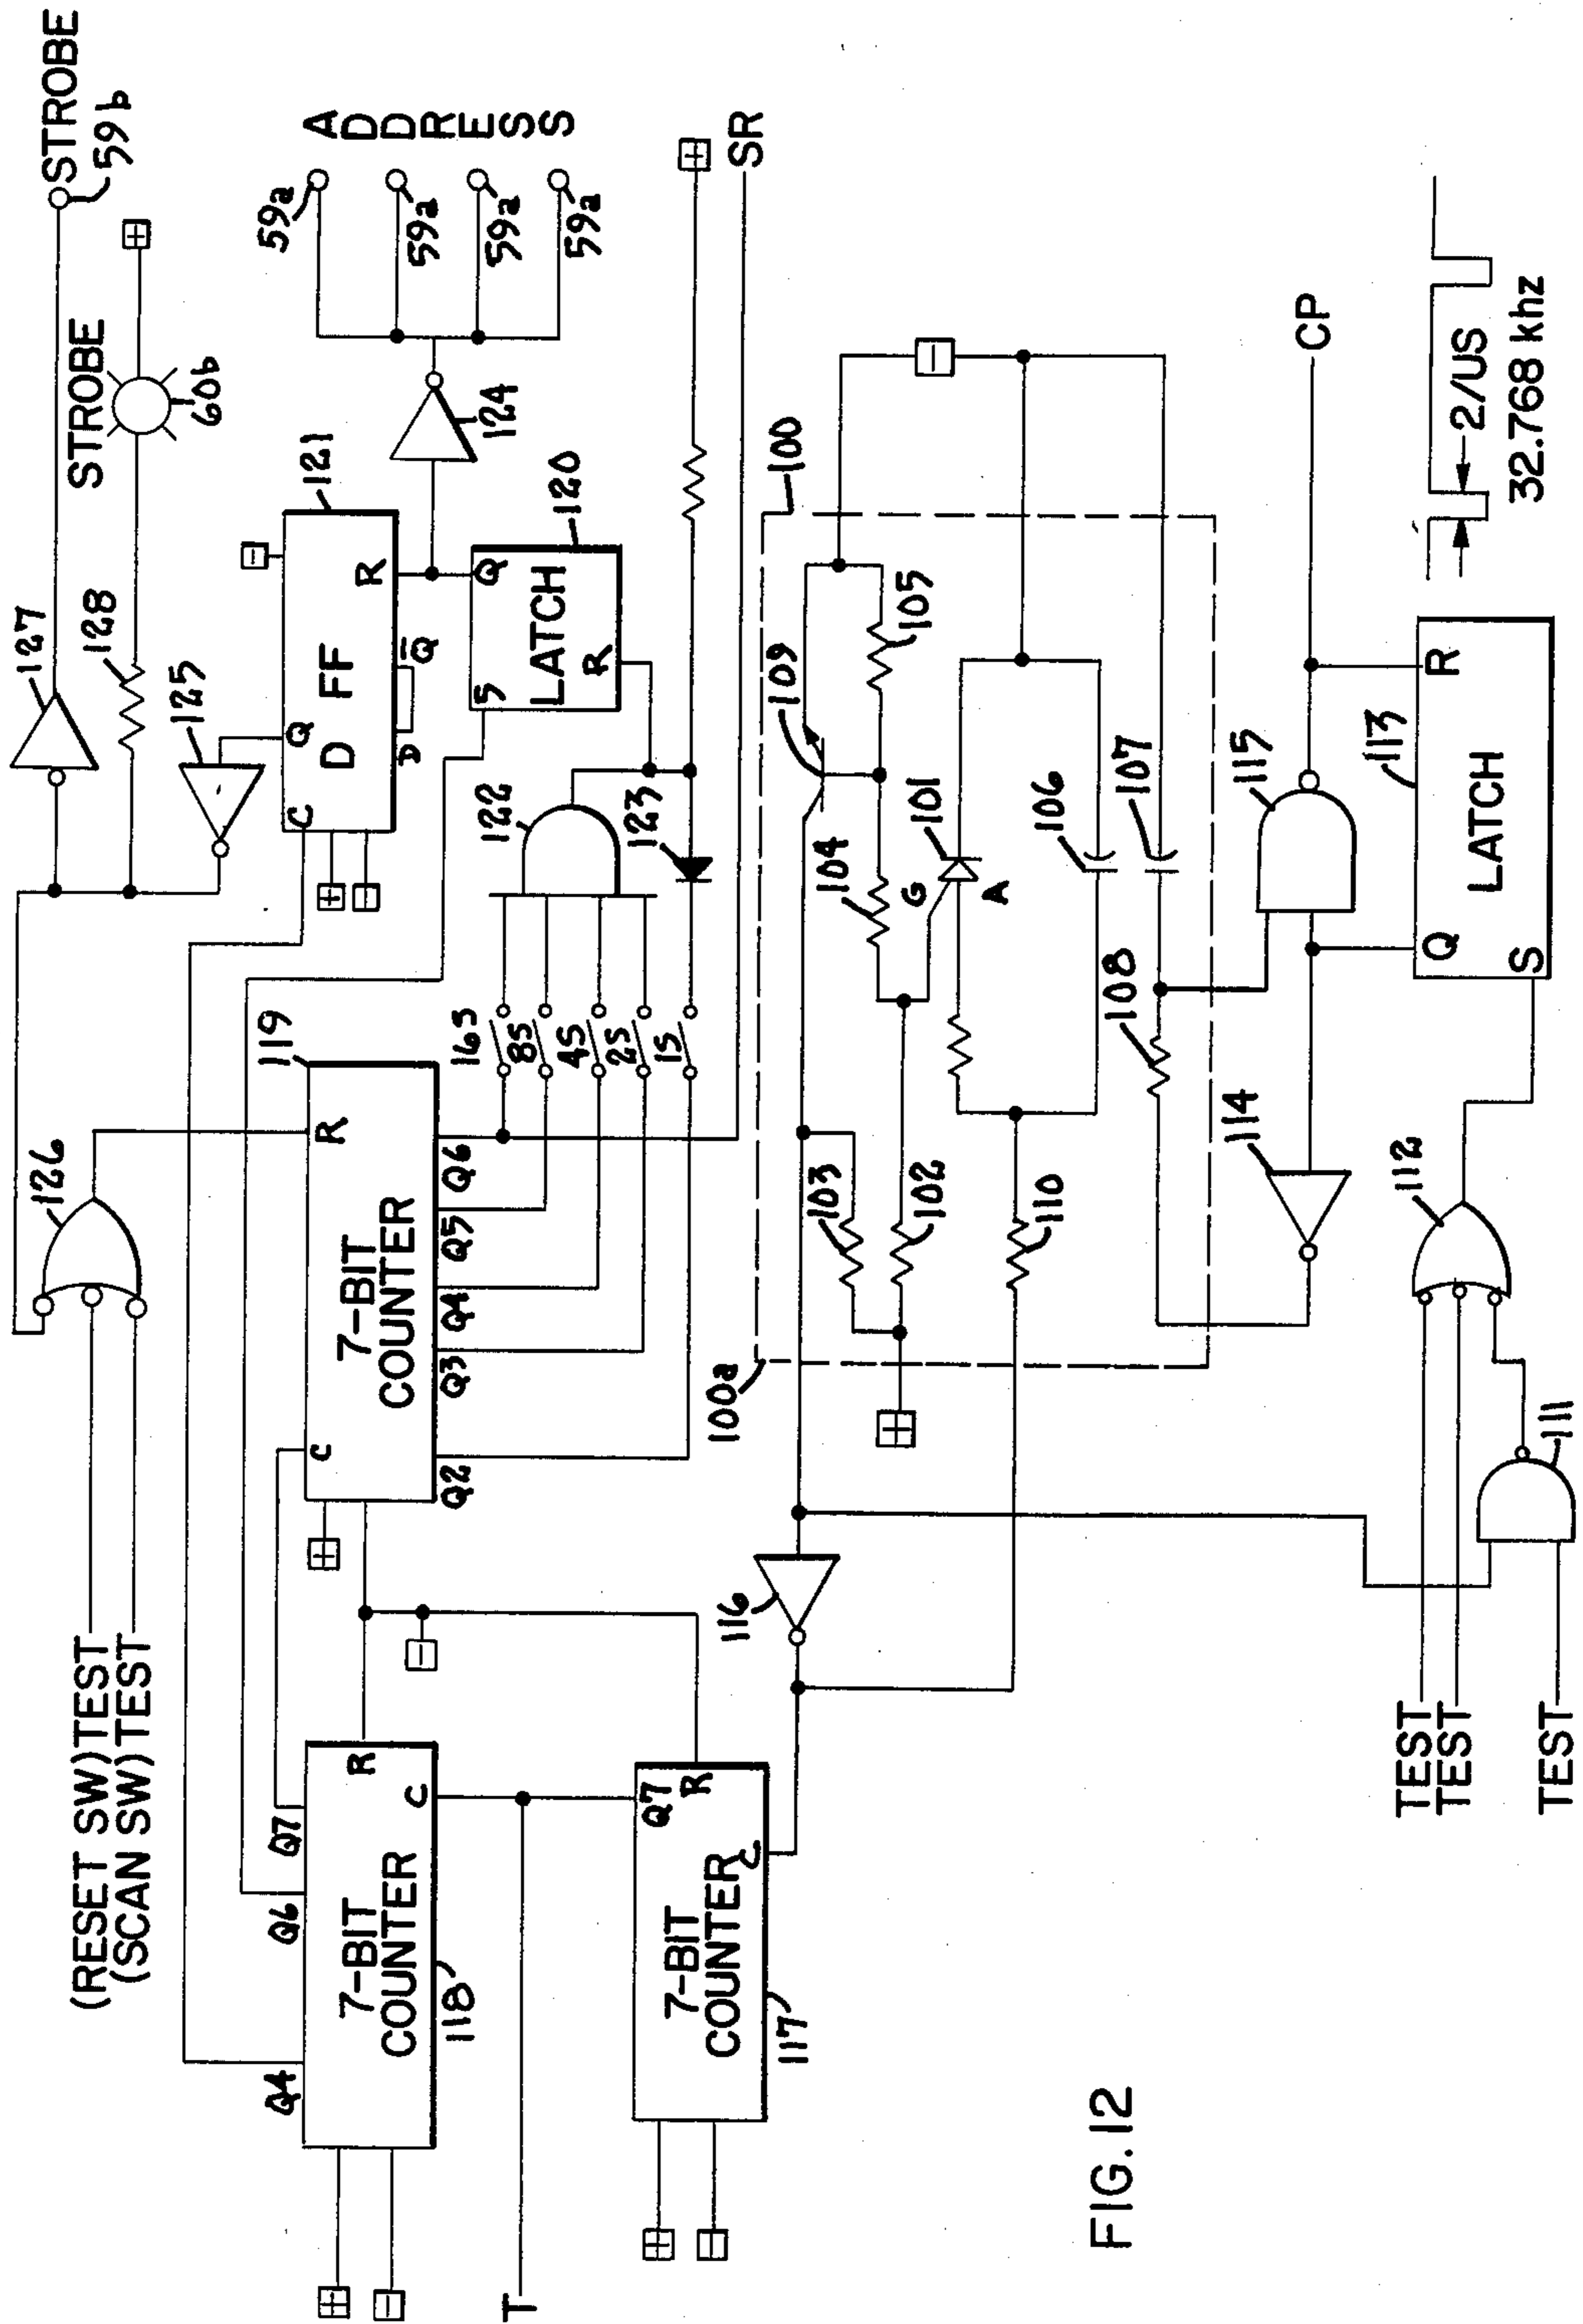 STROBE
59b
STROBE
60b
127
128
125
126
(RESET SW)TEST
(SCAN SW)TEST
C
Q
D FF
D
Q̅
R
121
ADDRESS
59a
59a
59a
59a
124
S
LATCH
Q
R
120
122
123
16S
8S
4S
2S
1S
119
C
R
7-BIT
COUNTER
Q2
Q3
Q4
Q5
Q6
SR
Q4
Q6
Q7
R
C
7-BIT
COUNTER
118
T
Q7
R
C
7-BIT
COUNTER
117
116
100
100a
109
105
104
101
G
A
103
102
110
106
107
108
114
115
CP
112
113
Q
S
R
LATCH
111
TEST
TEST
TEST
2/US
32.768 khz
FIG. 12